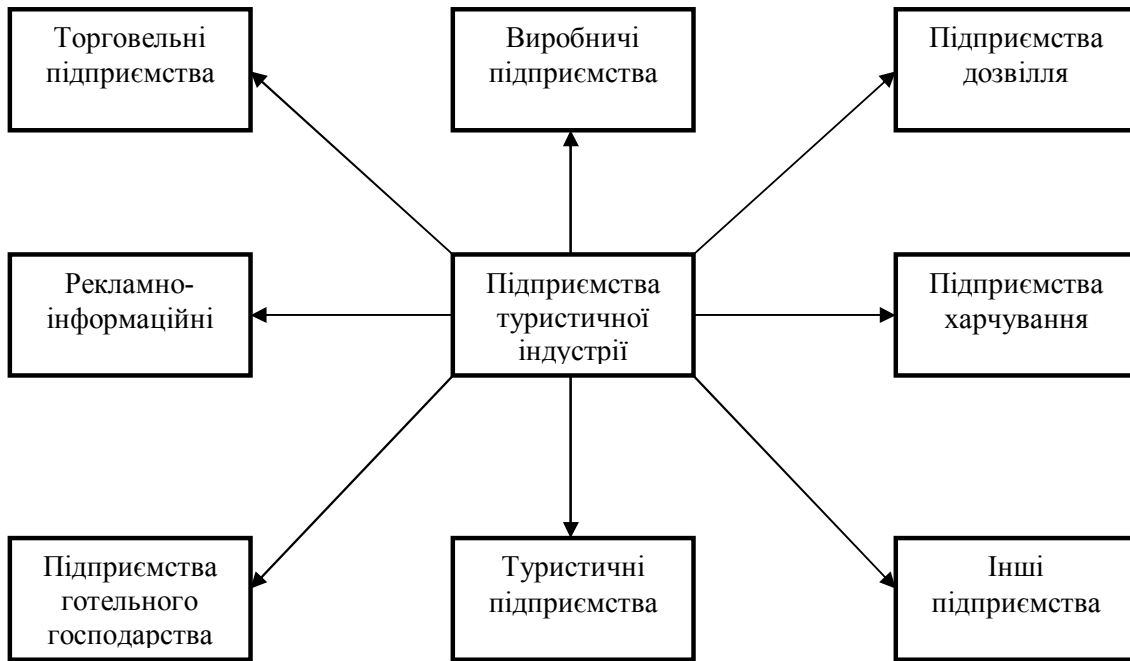 Торговельні
підприємства
Виробничі
підприємства
Підприємства
дозвілля
Рекламно-
інформаційні
Підприємства
туристичної
індустрії
Підприємства
харчування
Підприємства
готельного
господарства
Туристичні
підприємства
Інші
підприємства